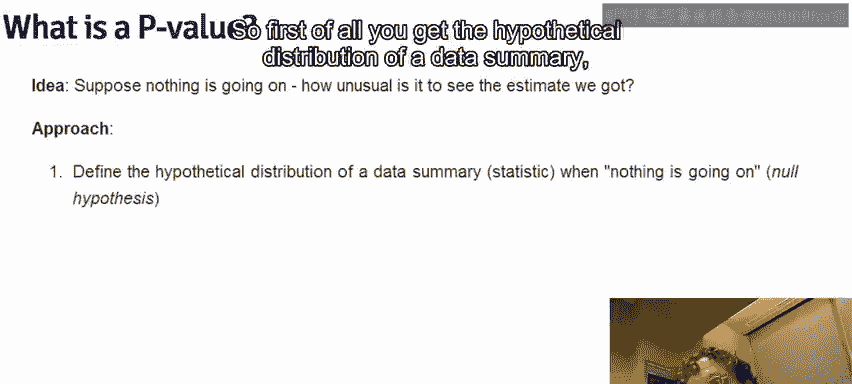 What is a P-value?
So first of all you get the hypothetical
distribution of a data summary,
Idea: Suppose nothing is going on - how unusual is it to see the estimate we got?
Approach:
1. Define the hypothetical distribution of a data summary (statistic) when "nothing is going on" (null
hypothesis)